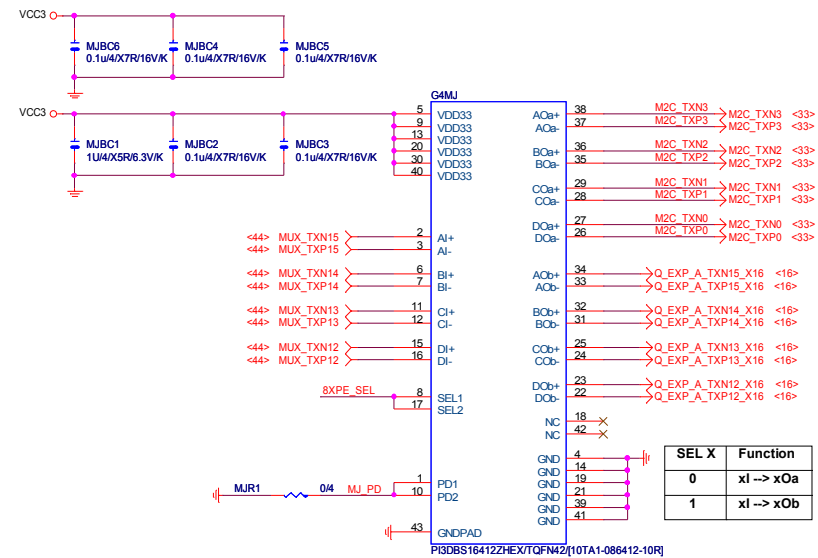 VCC3
MJBC6
0.1u/4/X7R/16V/K
MJBC4
0.1u/4/X7R/16V/K
MJBC5
0.1u/4/X7R/16V/K
VCC3
MJBC1
1U/4/X5R/6.3V/K
MJBC2
0.1u/4/X7R/16V/K
MJBC3
0.1u/4/X7R/16V/K
G4MJ
5 VDD33
9 VDD33
13 VDD33
20 VDD33
30 VDD33
40 VDD33
<44> MUX_TXN15 2 AI+
<44> MUX_TXP15 3 AI-
<44> MUX_TXN14 6 BI+
<44> MUX_TXP14 7 BI-
<44> MUX_TXN13 11 CI+
<44> MUX_TXP13 12 CI-
<44> MUX_TXN12 15 DI+
<44> MUX_TXP12 16 DI-
8XPE_SEL 8 SEL1
17 SEL2
1 PD1
MJR1 0/4 MJ_PD 10 PD2
43 GNDPAD
AOa+ 38 M2C_TXN3 M2C_TXN3 <33>
AOa- 37 M2C_TXP3 M2C_TXP3 <33>
BOa+ 36 M2C_TXN2 M2C_TXN2 <33>
BOa- 35 M2C_TXP2 M2C_TXP2 <33>
COa+ 29 M2C_TXN1 M2C_TXN1 <33>
COa- 28 M2C_TXP1 M2C_TXP1 <33>
DOa+ 27 M2C_TXN0 M2C_TXN0 <33>
DOa- 26 M2C_TXP0 M2C_TXP0 <33>
AOb+ 34 Q_EXP_A_TXN15_X16 <16>
AOb- 33 Q_EXP_A_TXP15_X16 <16>
BOb+ 32 Q_EXP_A_TXN14_X16 <16>
BOb- 31 Q_EXP_A_TXP14_X16 <16>
COb+ 25 Q_EXP_A_TXN13_X16 <16>
COb- 24 Q_EXP_A_TXP13_X16 <16>
DOb+ 23 Q_EXP_A_TXN12_X16 <16>
DOb- 22 Q_EXP_A_TXP12_X16 <16>
NC 18
NC 42
GND 4
GND 14
GND 19
GND 21
GND 39
GND 41
PI3DBS16412ZHEX/TQFN42/[10TA1-086412-10R]
SEL X Function
0 xI --> xOa
1 xI --> xOb